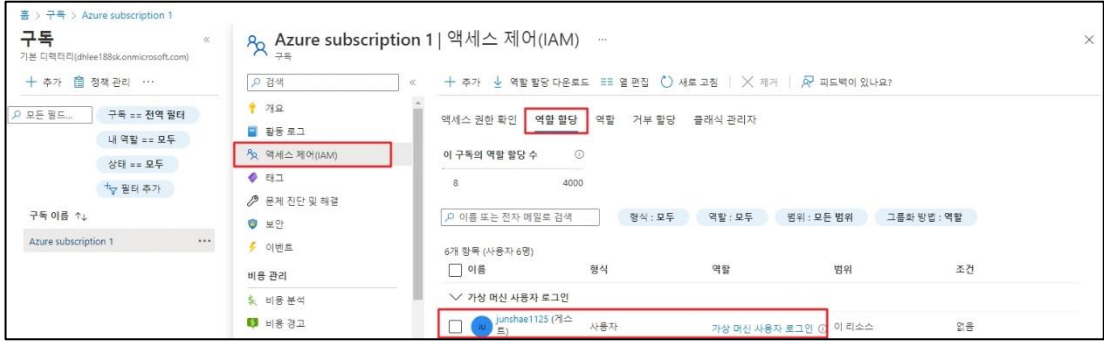 홈 > 구독 > Azure subscription 1
구독
기본 디렉터리(dhlee188sk.onmicrosoft.com)
추가 정책 관리 ···
모든 필드...
구독 == 전역 필터
내 역할 == 모두
상태 == 모두
필터 추가
구독 이름 ↑↓
Azure subscription 1 ···
Azure subscription 1 | 액세스 제어(IAM) ···
구독
검색
개요
활동 로그
액세스 제어(IAM)
태그
문제 진단 및 해결
보안
이벤트
비용 관리
비용 분석
비용 경고
추가 역할 할당 다운로드 열 편집 새로 고침 제거 피드백이 있나요?
액세스 권한 확인 역할 할당 역할 거부 할당 클래식 관리자
이 구독의 역할 할당 수
8 4000
이름 또는 전자 메일로 검색
형식 : 모두 역할 : 모두 범위 : 모든 범위 그룹화 방법 : 역할
6개 항목 (사용자 6명)
이름 형식 역할 범위 조건
가상 머신 사용자 로그인
JU junshae1125 (게스
트) 사용자 가상 머신 사용자 로그인 이 리소스 없음